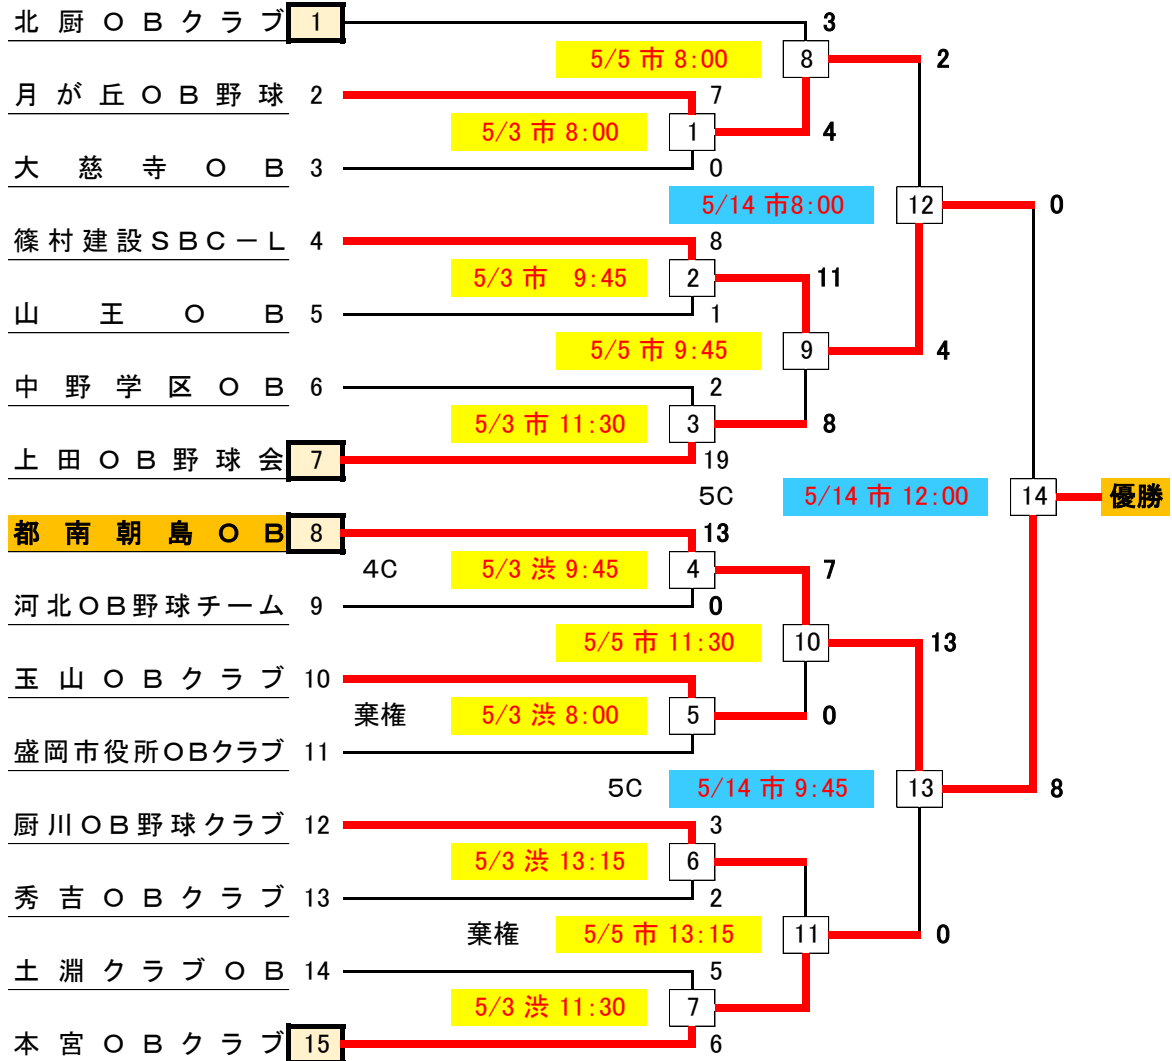 北厨OBクラブ 1 3
5/5 市 8:00 8 2
月が丘OB野球 2 7
5/3 市 8:00 1 4
大慈寺OB 3 0
5/14 市8:00 12 0
篠村建設SBC－L 4 8
5/3 市 9:45 2 11
山王OB 5 1
5/5 市 9:45 9 4
中野学区OB 6 2
5/3 市 11:30 3 8
上田OB野球会 7 19
5C 5/14 市 12:00 14 優勝
都南朝島OB 8 13
4C 5/3 渋 9:45 4 7
河北OB野球チーム 9 0
5/5 市 11:30 10 13
玉山OBクラブ 10
棄権 5/3 渋 8:00 5 0
盛岡市役所OBクラブ 11
5C 5/14 市 9:45 13 8
厨川OB野球クラブ 12 3
5/3 渋 13:15 6
秀吉OBクラブ 13 2
棄権 5/5 市 13:15 11 0
土淵クラブOB 14 5
5/3 渋 11:30 7
本宮OBクラブ 15 6